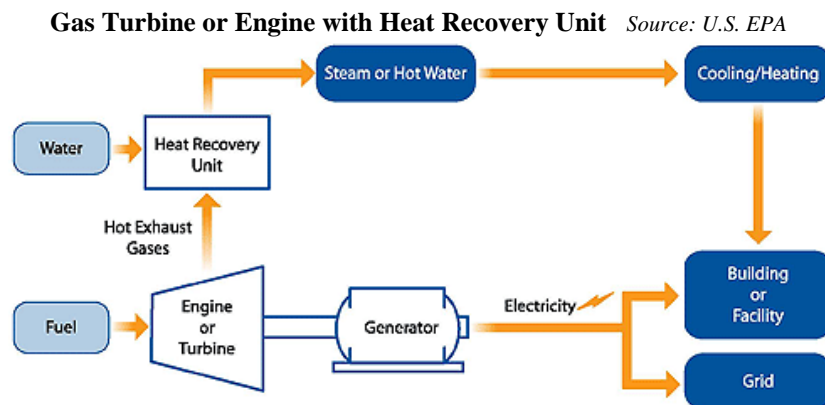 Gas Turbine or Engine with Heat Recovery Unit Source: U.S. EPA
Steam or Hot Water
Cooling/Heating
Water
Heat Recovery
Unit
Hot Exhaust
Gases
Building
or
Facility
Electricity
Fuel
Engine
or
Turbine
Generator
Grid